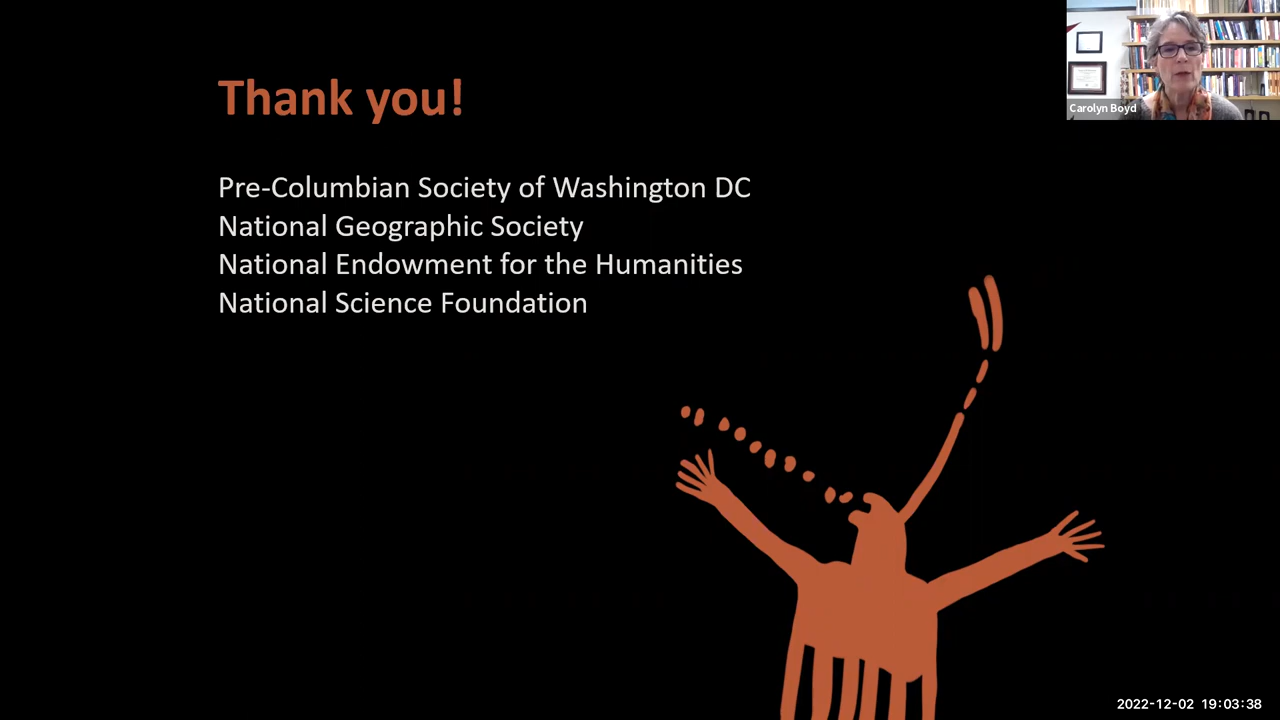 Thank you!
Carolyn Boyd
Pre-Columbian Society of Washington DC
National Geographic Society
National Endowment for the Humanities
National Science Foundation
2022-12-02 19:03:38